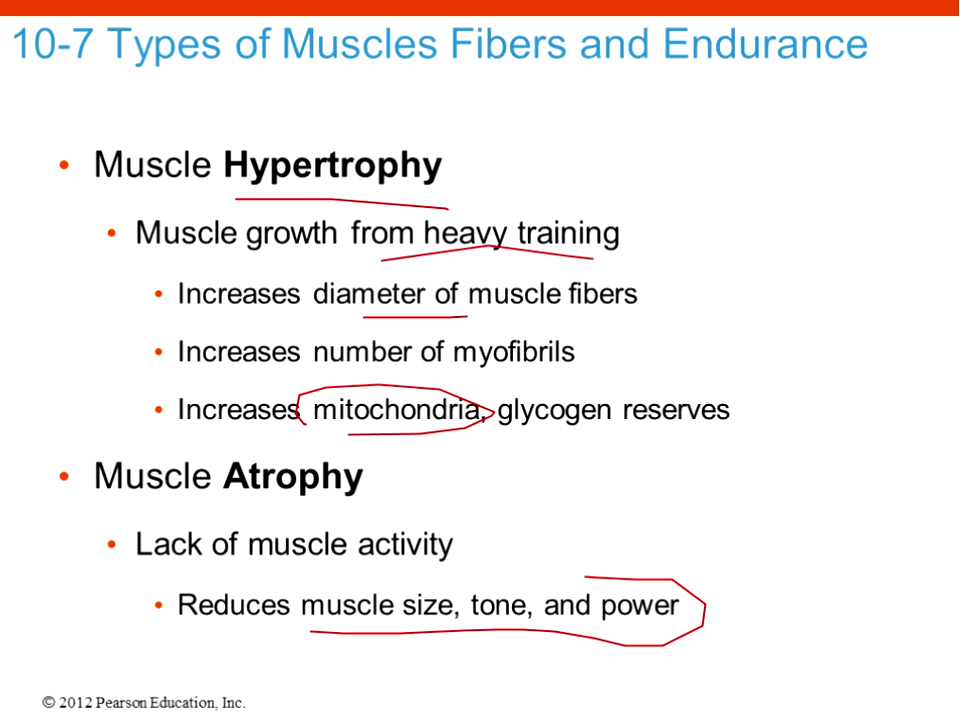 10-7 Types of Muscles Fibers and Endurance
• Muscle Hypertrophy
• Muscle growth from heavy training
• Increases diameter of muscle fibers
• Increases number of myofibrils
• Increases mitochondria, glycogen reserves
• Muscle Atrophy
• Lack of muscle activity
• Reduces muscle size, tone, and power
© 2012 Pearson Education, Inc.